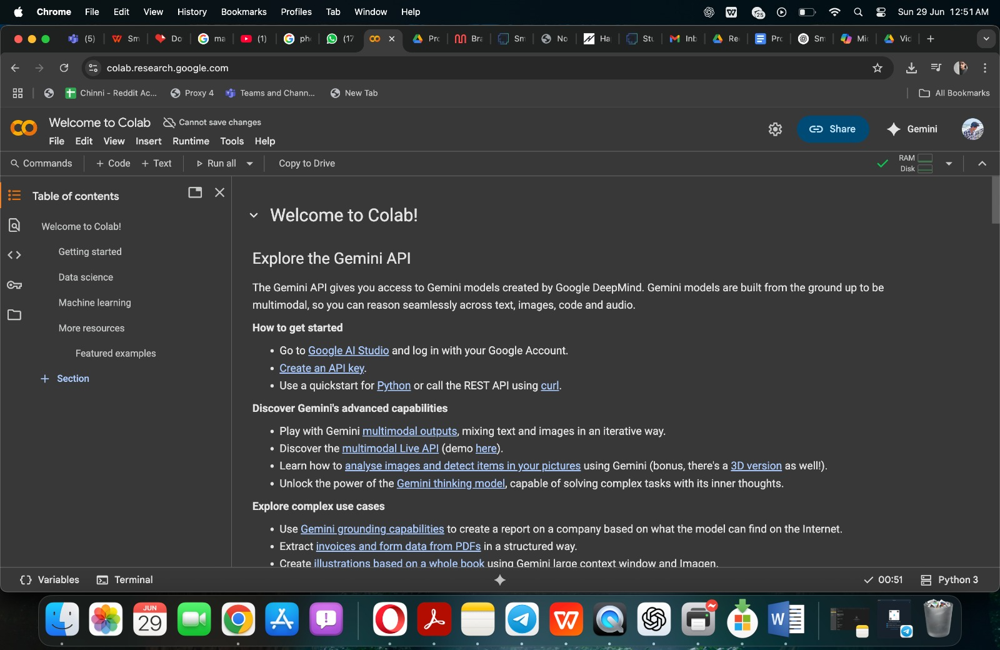 Chrome File Edit View History Bookmarks Profiles Tab Window Help
25
Sun 29 Jun 12:51 AM
(5) Sm Do ma (1) pho (17 Pro Bra Sm No Ha Stu Inb Re Pro Sm Mic Vic
colab.research.google.com
Chinni - Reddit Ac... Proxy 4 Teams and Chann... New Tab All Bookmarks
Welcome to Colab Cannot save changes
File Edit View Insert Runtime Tools Help
Share Gemini
Commands + Code + Text Run all Copy to Drive
RAM
Disk
Table of contents
Welcome to Colab!
Getting started
Data science
Machine learning
More resources
Featured examples
+ Section
Welcome to Colab!
Explore the Gemini API
The Gemini API gives you access to Gemini models created by Google DeepMind. Gemini models are built from the ground up to be
multimodal, so you can reason seamlessly across text, images, code and audio.
How to get started
• Go to Google AI Studio and log in with your Google Account.
• Create an API key.
• Use a quickstart for Python or call the REST API using curl.
Discover Gemini's advanced capabilities
• Play with Gemini multimodal outputs, mixing text and images in an iterative way.
• Discover the multimodal Live API (demo here).
• Learn how to analyse images and detect items in your pictures using Gemini (bonus, there's a 3D version as well!).
• Unlock the power of the Gemini thinking model, capable of solving complex tasks with its inner thoughts.
Explore complex use cases
• Use Gemini grounding capabilities to create a report on a company based on what the model can find on the Internet.
• Extract invoices and form data from PDFs in a structured way.
• Create illustrations based on a whole book using Gemini large context window and Imagen.
Variables Terminal
00:51 Python 3
JUN
29